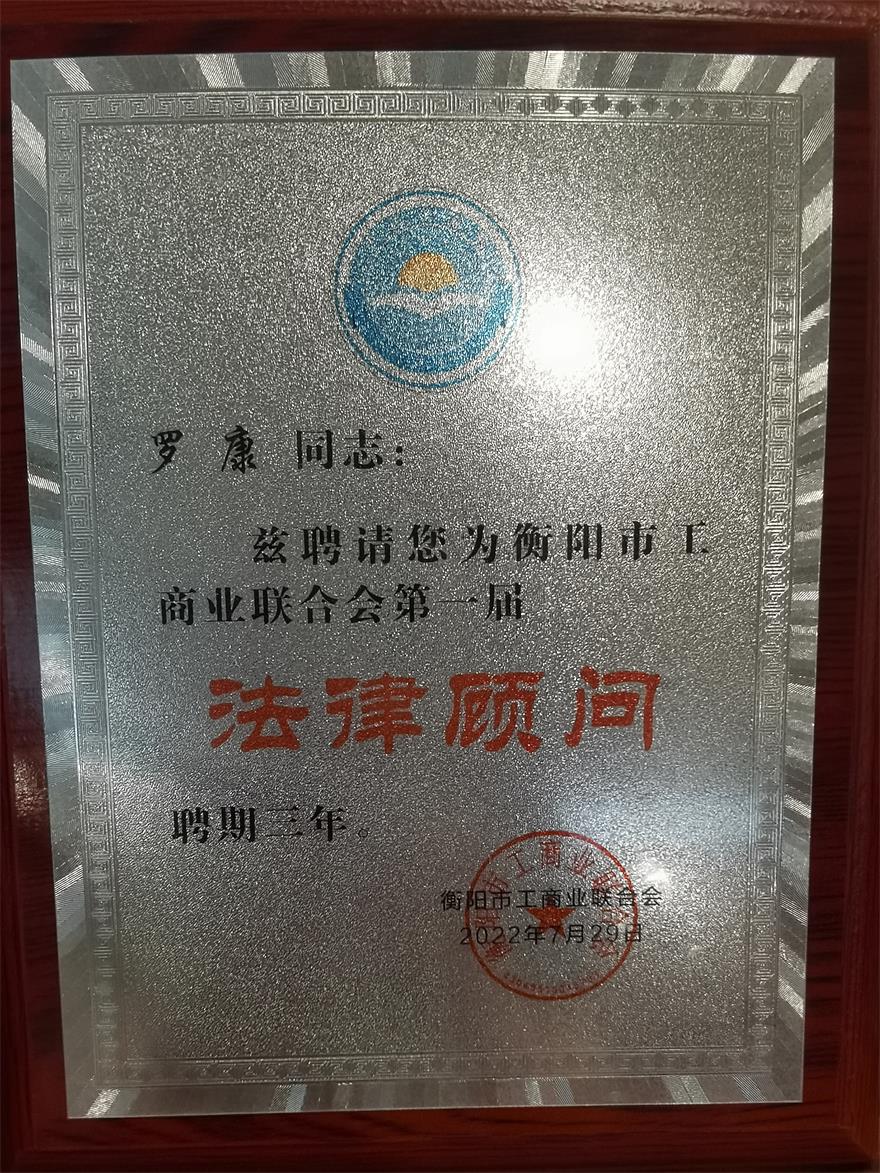 罗 康 同志：
兹聘请您为衡阳市工
商业联合会第一届
法律顾问
聘期三年。
衡阳市工商业联合会
2022年7月29日